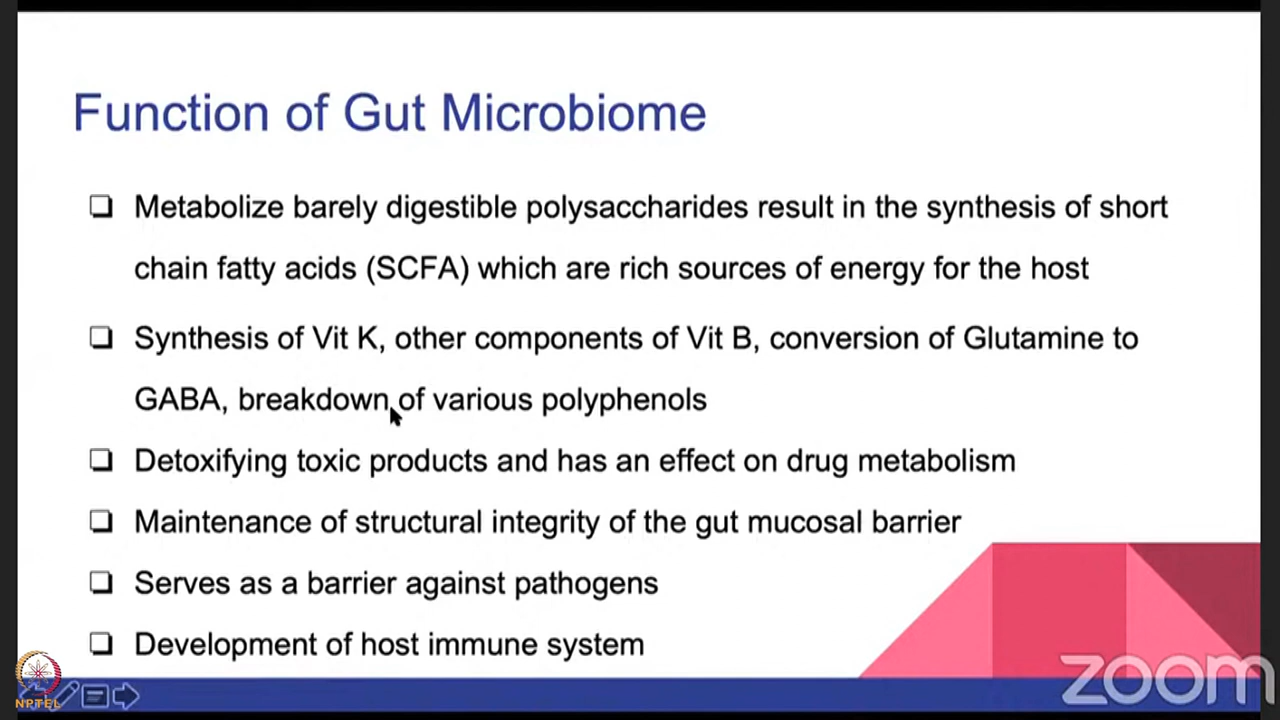 Function of Gut Microbiome
Metabolize barely digestible polysaccharides result in the synthesis of short
chain fatty acids (SCFA) which are rich sources of energy for the host
Synthesis of Vit K, other components of Vit B, conversion of Glutamine to
GABA, breakdown of various polyphenols
Detoxifying toxic products and has an effect on drug metabolism
Maintenance of structural integrity of the gut mucosal barrier
Serves as a barrier against pathogens
Development of host immune system
NPTEL
zoom